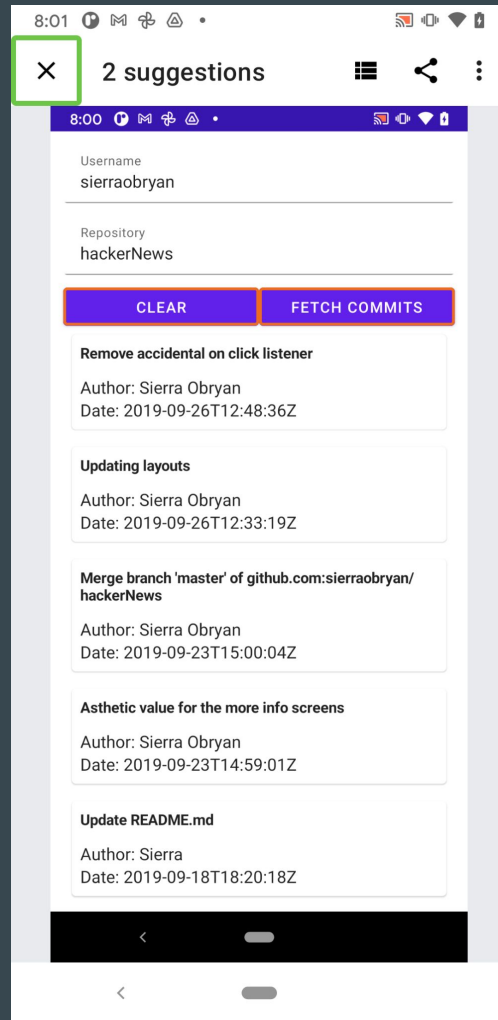 8:01
2 suggestions
8:00
Username
sierraobryan
Repository
hackerNews
CLEAR FETCH COMMITS
Remove accidental on click listener
Author: Sierra Obryan
Date: 2019-09-26T12:48:36Z
Updating layouts
Author: Sierra Obryan
Date: 2019-09-26T12:33:19Z
Merge branch 'master' of github.com:sierraobryan/
hackerNews
Author: Sierra Obryan
Date: 2019-09-23T15:00:04Z
Asthetic value for the more info screens
Author: Sierra Obryan
Date: 2019-09-23T14:59:01Z
Update README.md
Author: Sierra
Date: 2019-09-18T18:20:18Z